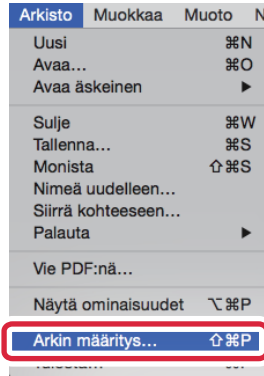 Arkisto Muokkaa Muoto
Uusi ⌘N
Avaa... ⌘O
Avaa äskeinen ▶
Sulje ⌘W
Tallenna... ⌘S
Monista ⇧⌘S
Nimeä uudelleen...
Siirrä kohteeseen...
Palauta ▶
Vie PDF:nä...
Näytä ominaisuudet ⌥⌘P
Arkin määritys... ⇧⌘P